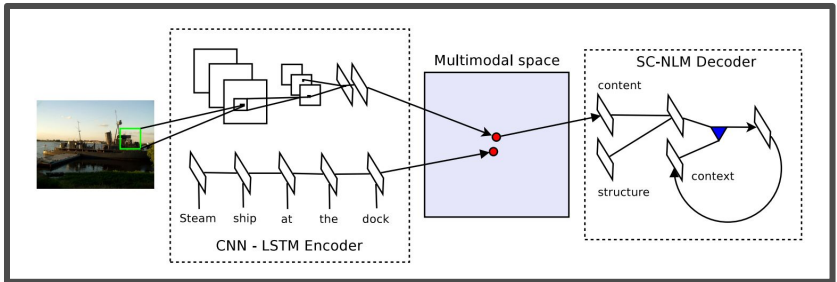 Multimodal space
SC-NLM Decoder
content
structure
context
Steam ship at the dock
CNN - LSTM Encoder